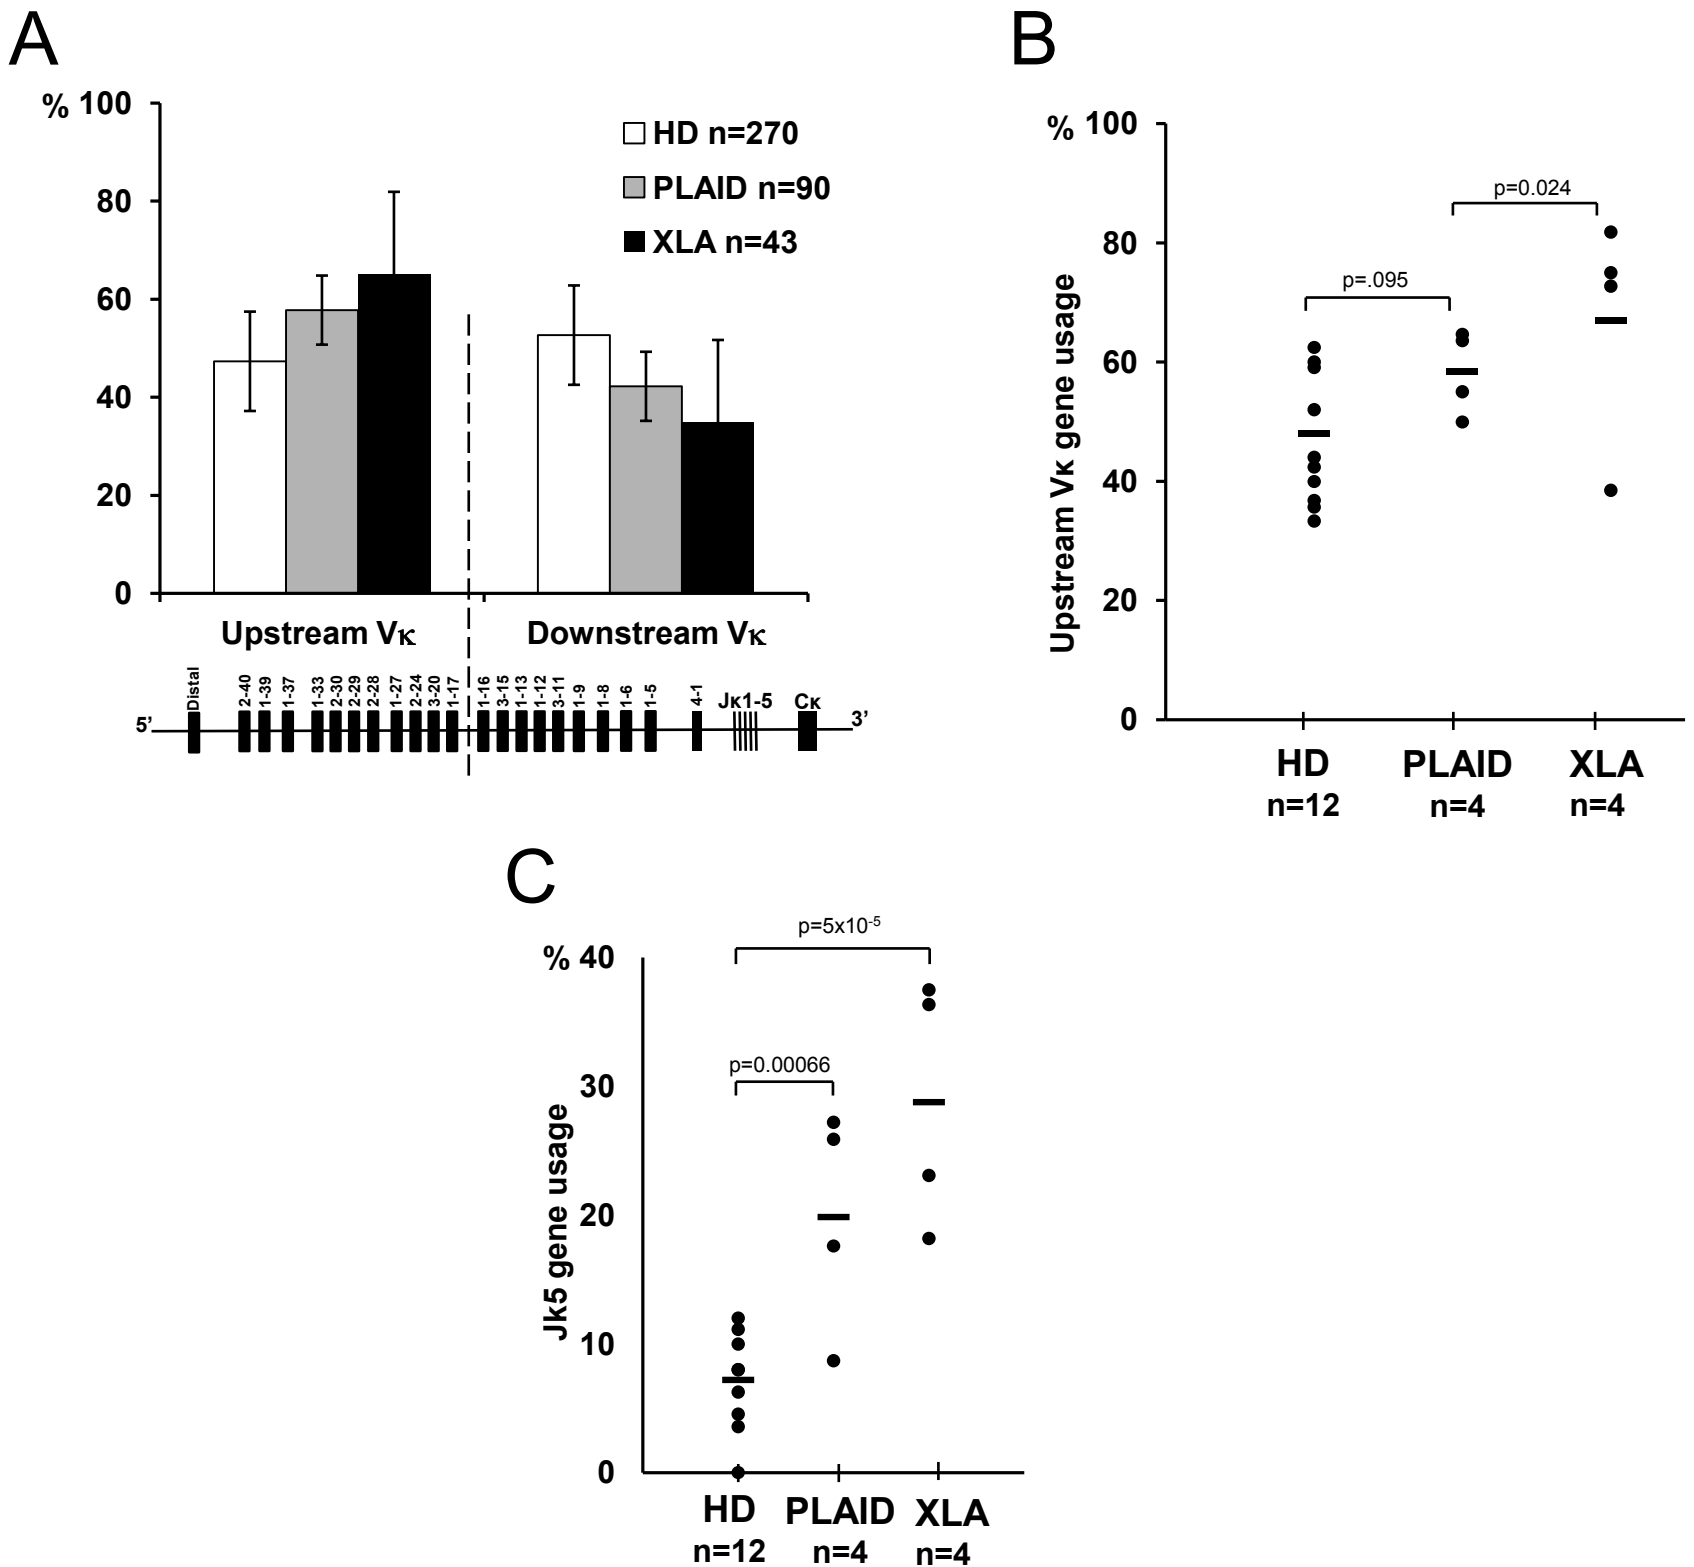 A
% 100
80
60
40
20
0
HD n=270
PLAID n=90
XLA n=43
Upstream Vκ
Downstream Vκ
Distal
2-40
1-39
1-37
1-33
2-30
2-29
2-28
1-27
2-24
3-20
1-17
1-16
3-15
1-13
1-12
3-11
1-9
1-8
1-6
1-5
4-1
Jκ1-5
Cκ
5’
3’
B
% 100
80
60
40
20
0
Upstream Vκ gene usage
p=.095
p=0.024
HD
n=12
PLAID
n=4
XLA
n=4
C
% 40
30
20
10
0
Jk5 gene usage
p=5x10⁻⁵
p=0.00066
HD
n=12
PLAID
n=4
XLA
n=4